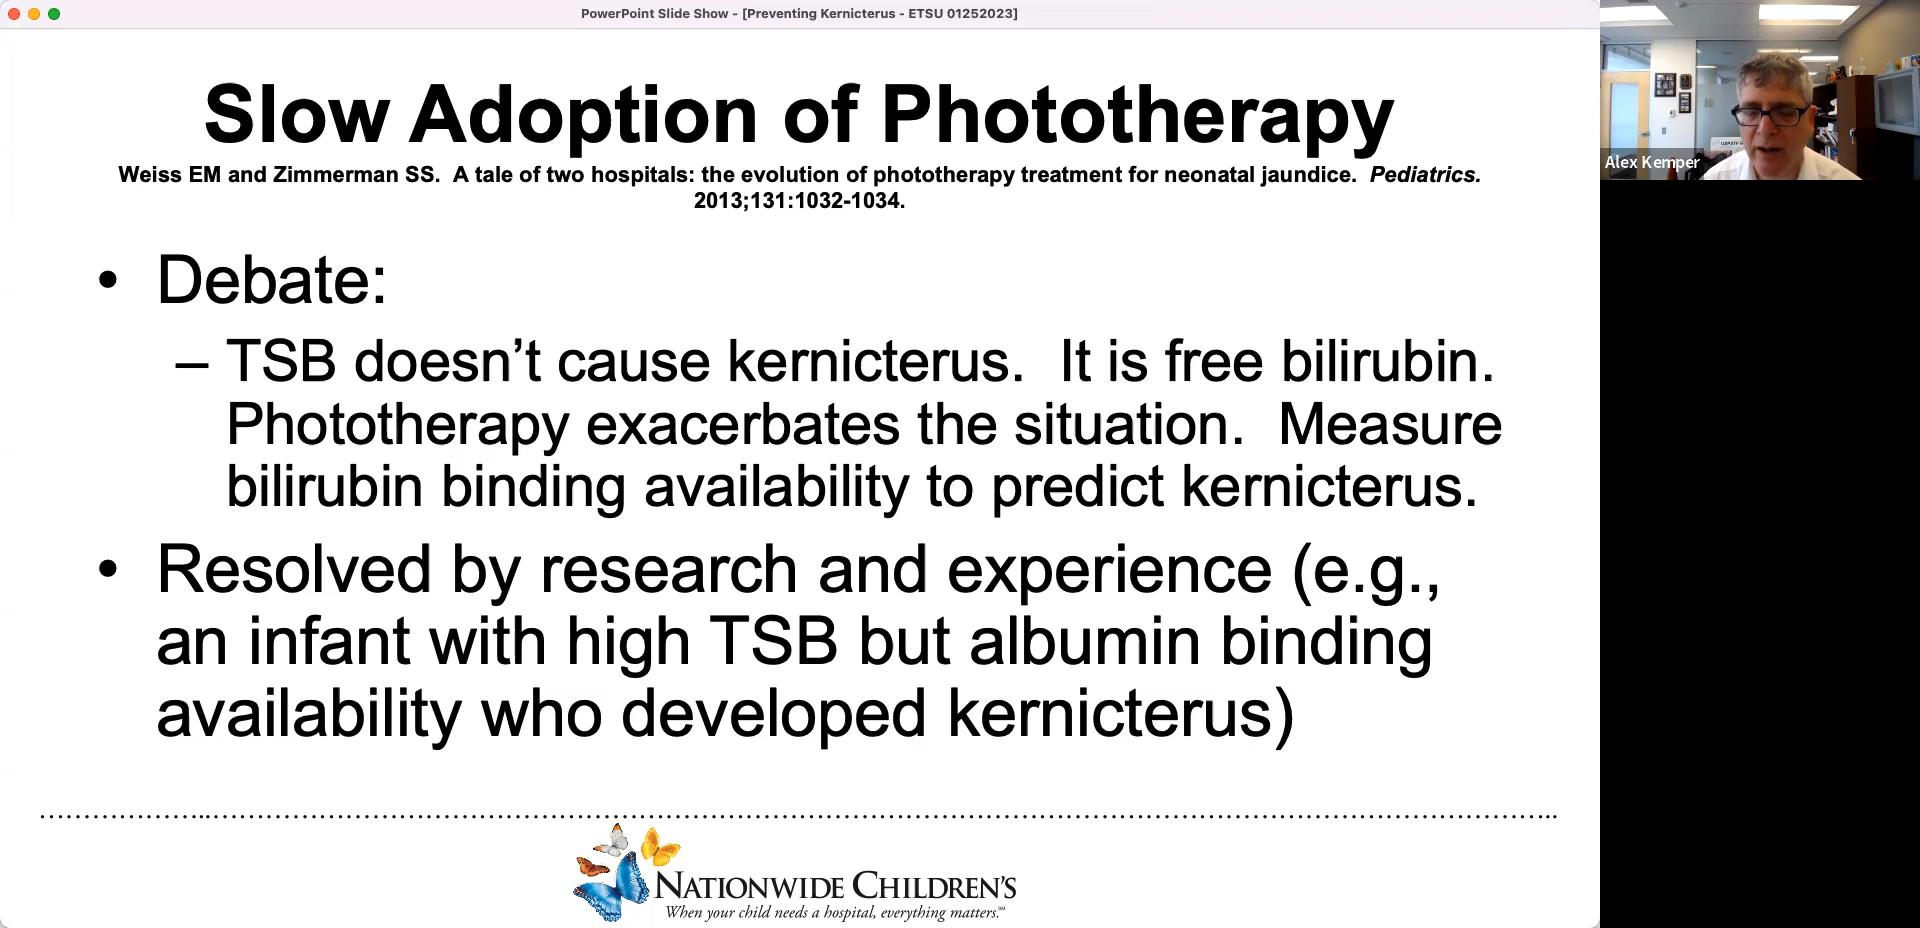 PowerPoint Slide Show - [Preventing Kernicterus - ETSU 01252023]
Slow Adoption of Phototherapy
Weiss EM and Zimmerman SS.  A tale of two hospitals: the evolution of phototherapy treatment for neonatal jaundice.  Pediatrics.
2013;131:1032-1034.
• Debate:
– TSB doesn’t cause kernicterus.  It is free bilirubin.
Phototherapy exacerbates the situation.  Measure
bilirubin binding availability to predict kernicterus.
• Resolved by research and experience (e.g.,
an infant with high TSB but albumin binding
availability who developed kernicterus)
NATIONWIDE CHILDREN'S
When your child needs a hospital, everything matters.℠
Alex Kemper